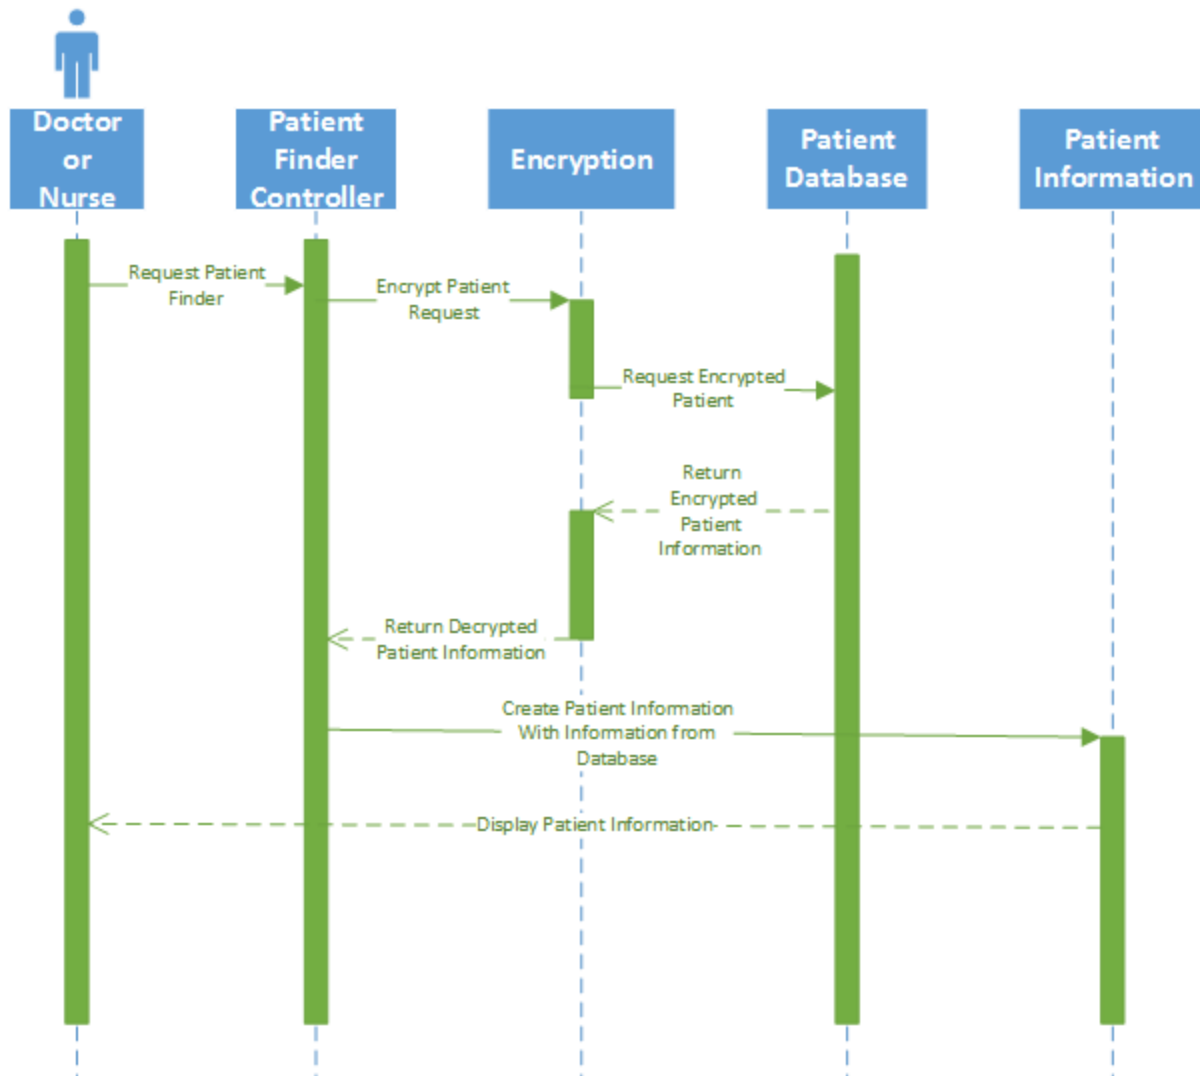 Doctor
or
Nurse
Patient
Finder
Controller
Encryption
Patient
Database
Patient
Information
Request Patient
Finder
Encrypt Patient
Request
Request Encrypted
Patient
Return
Encrypted
Patient
Information
Return Decrypted
Patient Information
Create Patient Information
With Information from
Database
Display Patient Information